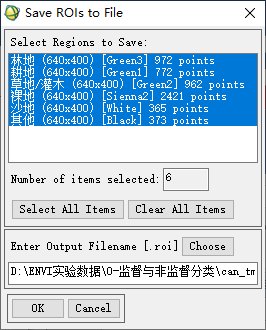 Save ROIs to File
Select Regions to Save:
林地 (640x400) [Green3] 972 points
耕地 (640x400) [Green1] 772 points
草地/灌木 (640x400) [Green2] 962 points
裸地 (640x400) [Sienna2] 2421 points
沙地 (640x400) [White] 365 points
其他 (640x400) [Black] 373 points
Number of items selected: 6
Select All Items Clear All Items
Enter Output Filename [.roi] Choose
D:\ENVI实验数据\0-监督与非监督分类\can_tm
OK Cancel